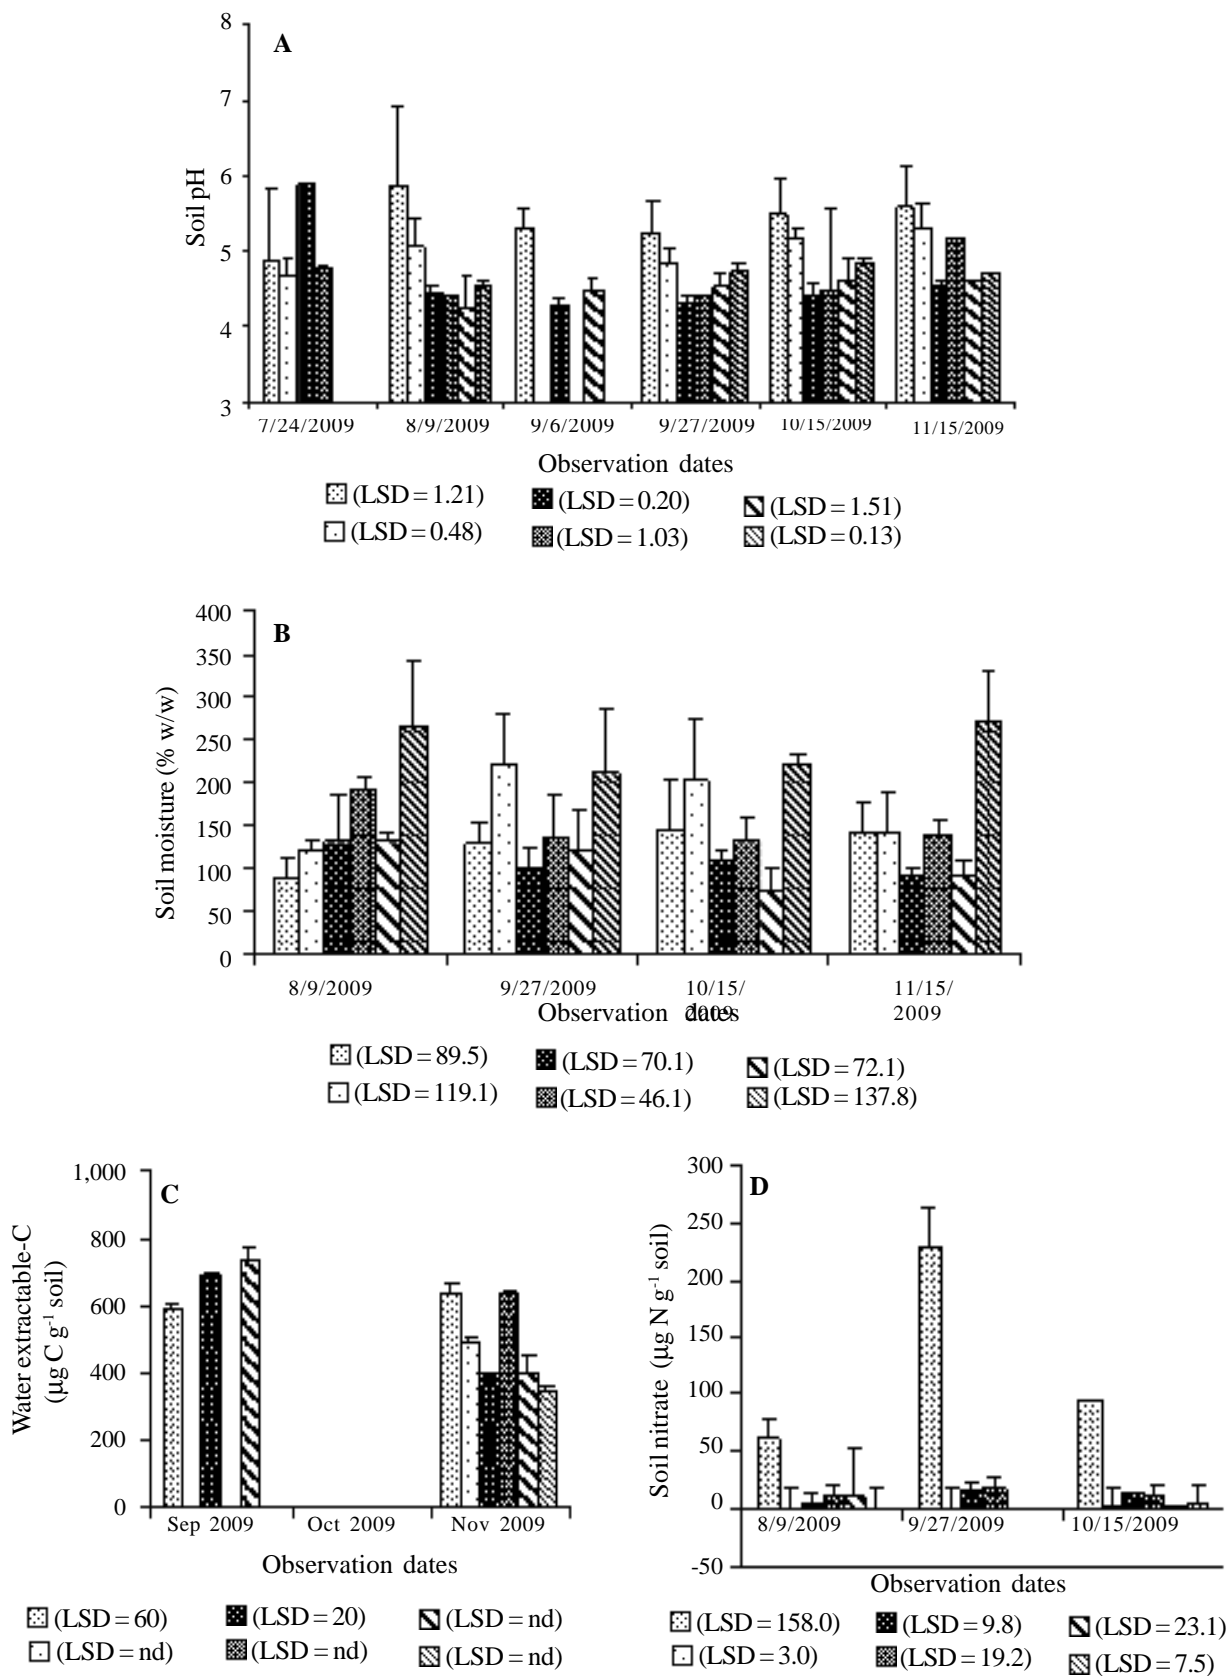 A
8
7
6
5
4
3
Soil pH
7/24/2009 8/9/2009 9/6/2009 9/27/2009 10/15/2009 11/15/2009
Observation dates
(LSD = 1.21) (LSD = 0.20) (LSD = 1.51)
(LSD = 0.48) (LSD = 1.03) (LSD = 0.13)
B
400
350
300
250
200
150
100
50
0
Soil moisture (% w/w)
8/9/2009 9/27/2009 10/15/2009 11/15/2009
Observation dates
(LSD = 89.5) (LSD = 70.1) (LSD = 72.1)
(LSD = 119.1) (LSD = 46.1) (LSD = 137.8)
C
1,000
800
600
400
200
0
Water extractable-C
(µg C g⁻¹ soil)
Sep 2009 Oct 2009 Nov 2009
Observation dates
(LSD = 60) (LSD = 20) (LSD = nd)
(LSD = nd) (LSD = nd) (LSD = nd)
D
300
250
200
150
100
50
0
-50
Soil nitrate (µg N g⁻¹ soil)
8/9/2009 9/27/2009 10/15/2009
Observation dates
(LSD = 158.0) (LSD = 9.8) (LSD = 23.1)
(LSD = 3.0) (LSD = 19.2) (LSD = 7.5)